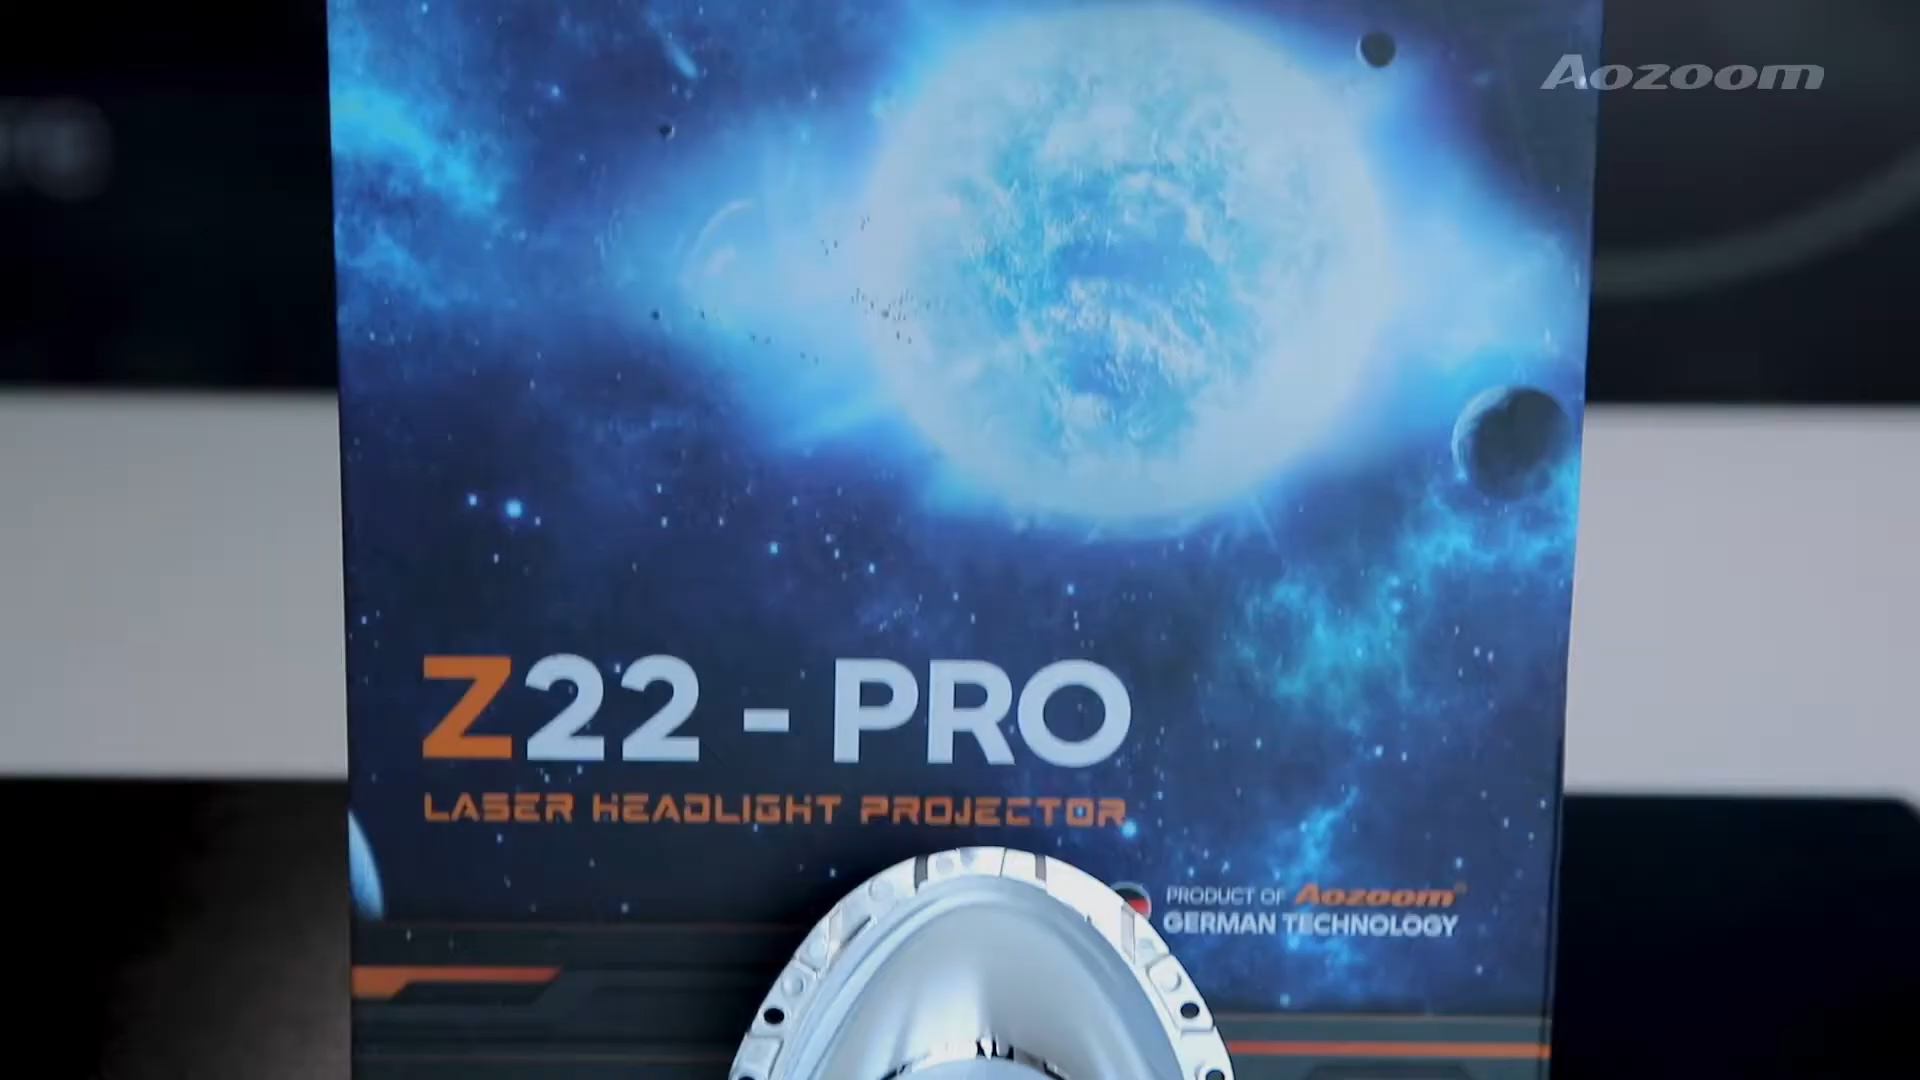 Aozoom
Z22 - PRO
LASER HEADLIGHT PROJECTOR
PRODUCT OF Aozoom®
GERMAN TECHNOLOGY